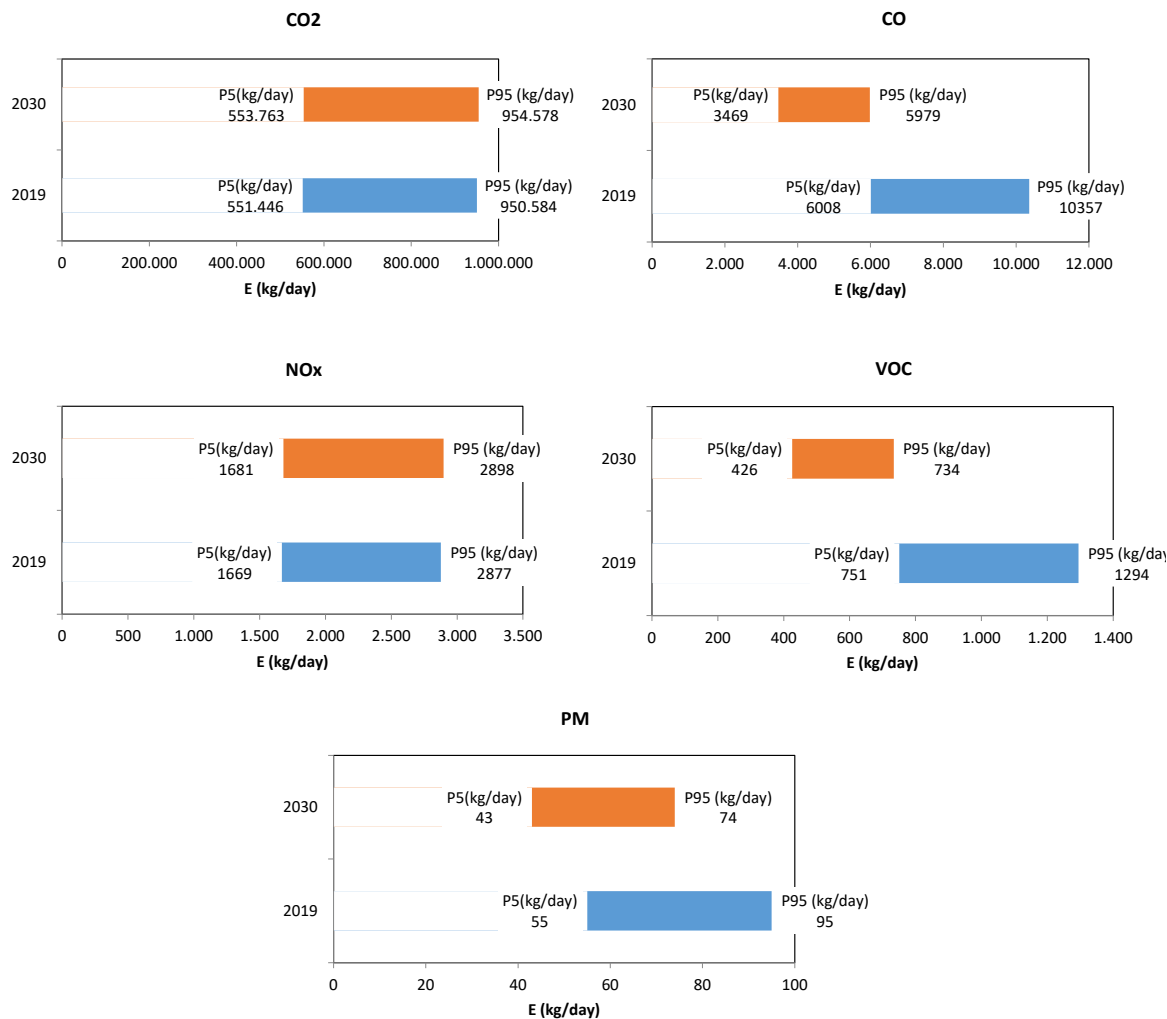 CO2
2030
P5(kg/day)
553.763
P95 (kg/day)
954.578
2019
P5(kg/day)
551.446
P95 (kg/day)
950.584
0 200.000 400.000 600.000 800.000 1.000.000
E (kg/day)
CO
2030
P5(kg/day)
3469
P95 (kg/day)
5979
2019
P5(kg/day)
6008
P95 (kg/day)
10357
0 2.000 4.000 6.000 8.000 10.000 12.000
E (kg/day)
NOx
2030
P5(kg/day)
1681
P95 (kg/day)
2898
2019
P5(kg/day)
1669
P95 (kg/day)
2877
0 500 1.000 1.500 2.000 2.500 3.000 3.500
E (kg/day)
VOC
2030
P5(kg/day)
426
P95 (kg/day)
734
2019
P5(kg/day)
751
P95 (kg/day
1294
0 200 400 600 800 1.000 1.200 1.400
E (kg/day)
PM
2030
P5(kg/day)
43
P95 (kg/day)
74
2019
P5(kg/day)
55
P95 (kg/day)
95
0 20 40 60 80 100
E (kg/day)